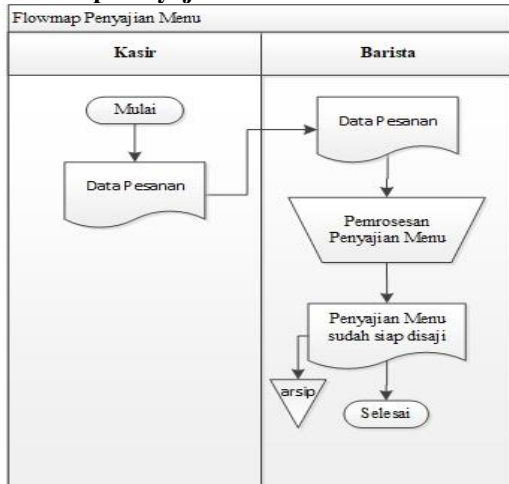 Flowmap Penyajian Menu
Kasir
Barista
Mulai
Data Pesanan
Data Pesanan
Pemrosesan
Penyajian Menu
Penyajian Menu
sudah siap disaji
arsip
Selesai